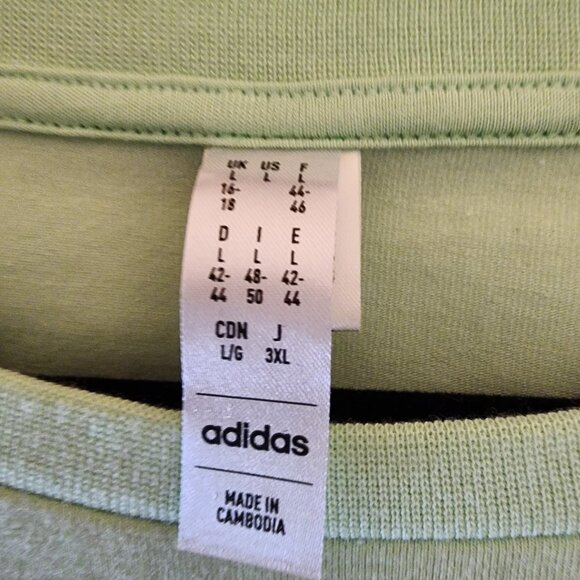 UK US F
L L L
16- 44-
18 46
D I E
L L L
42- 48- 42-
44 50 44
CDN J
L/G 3XL
adidas
MADE IN
CAMBODIA